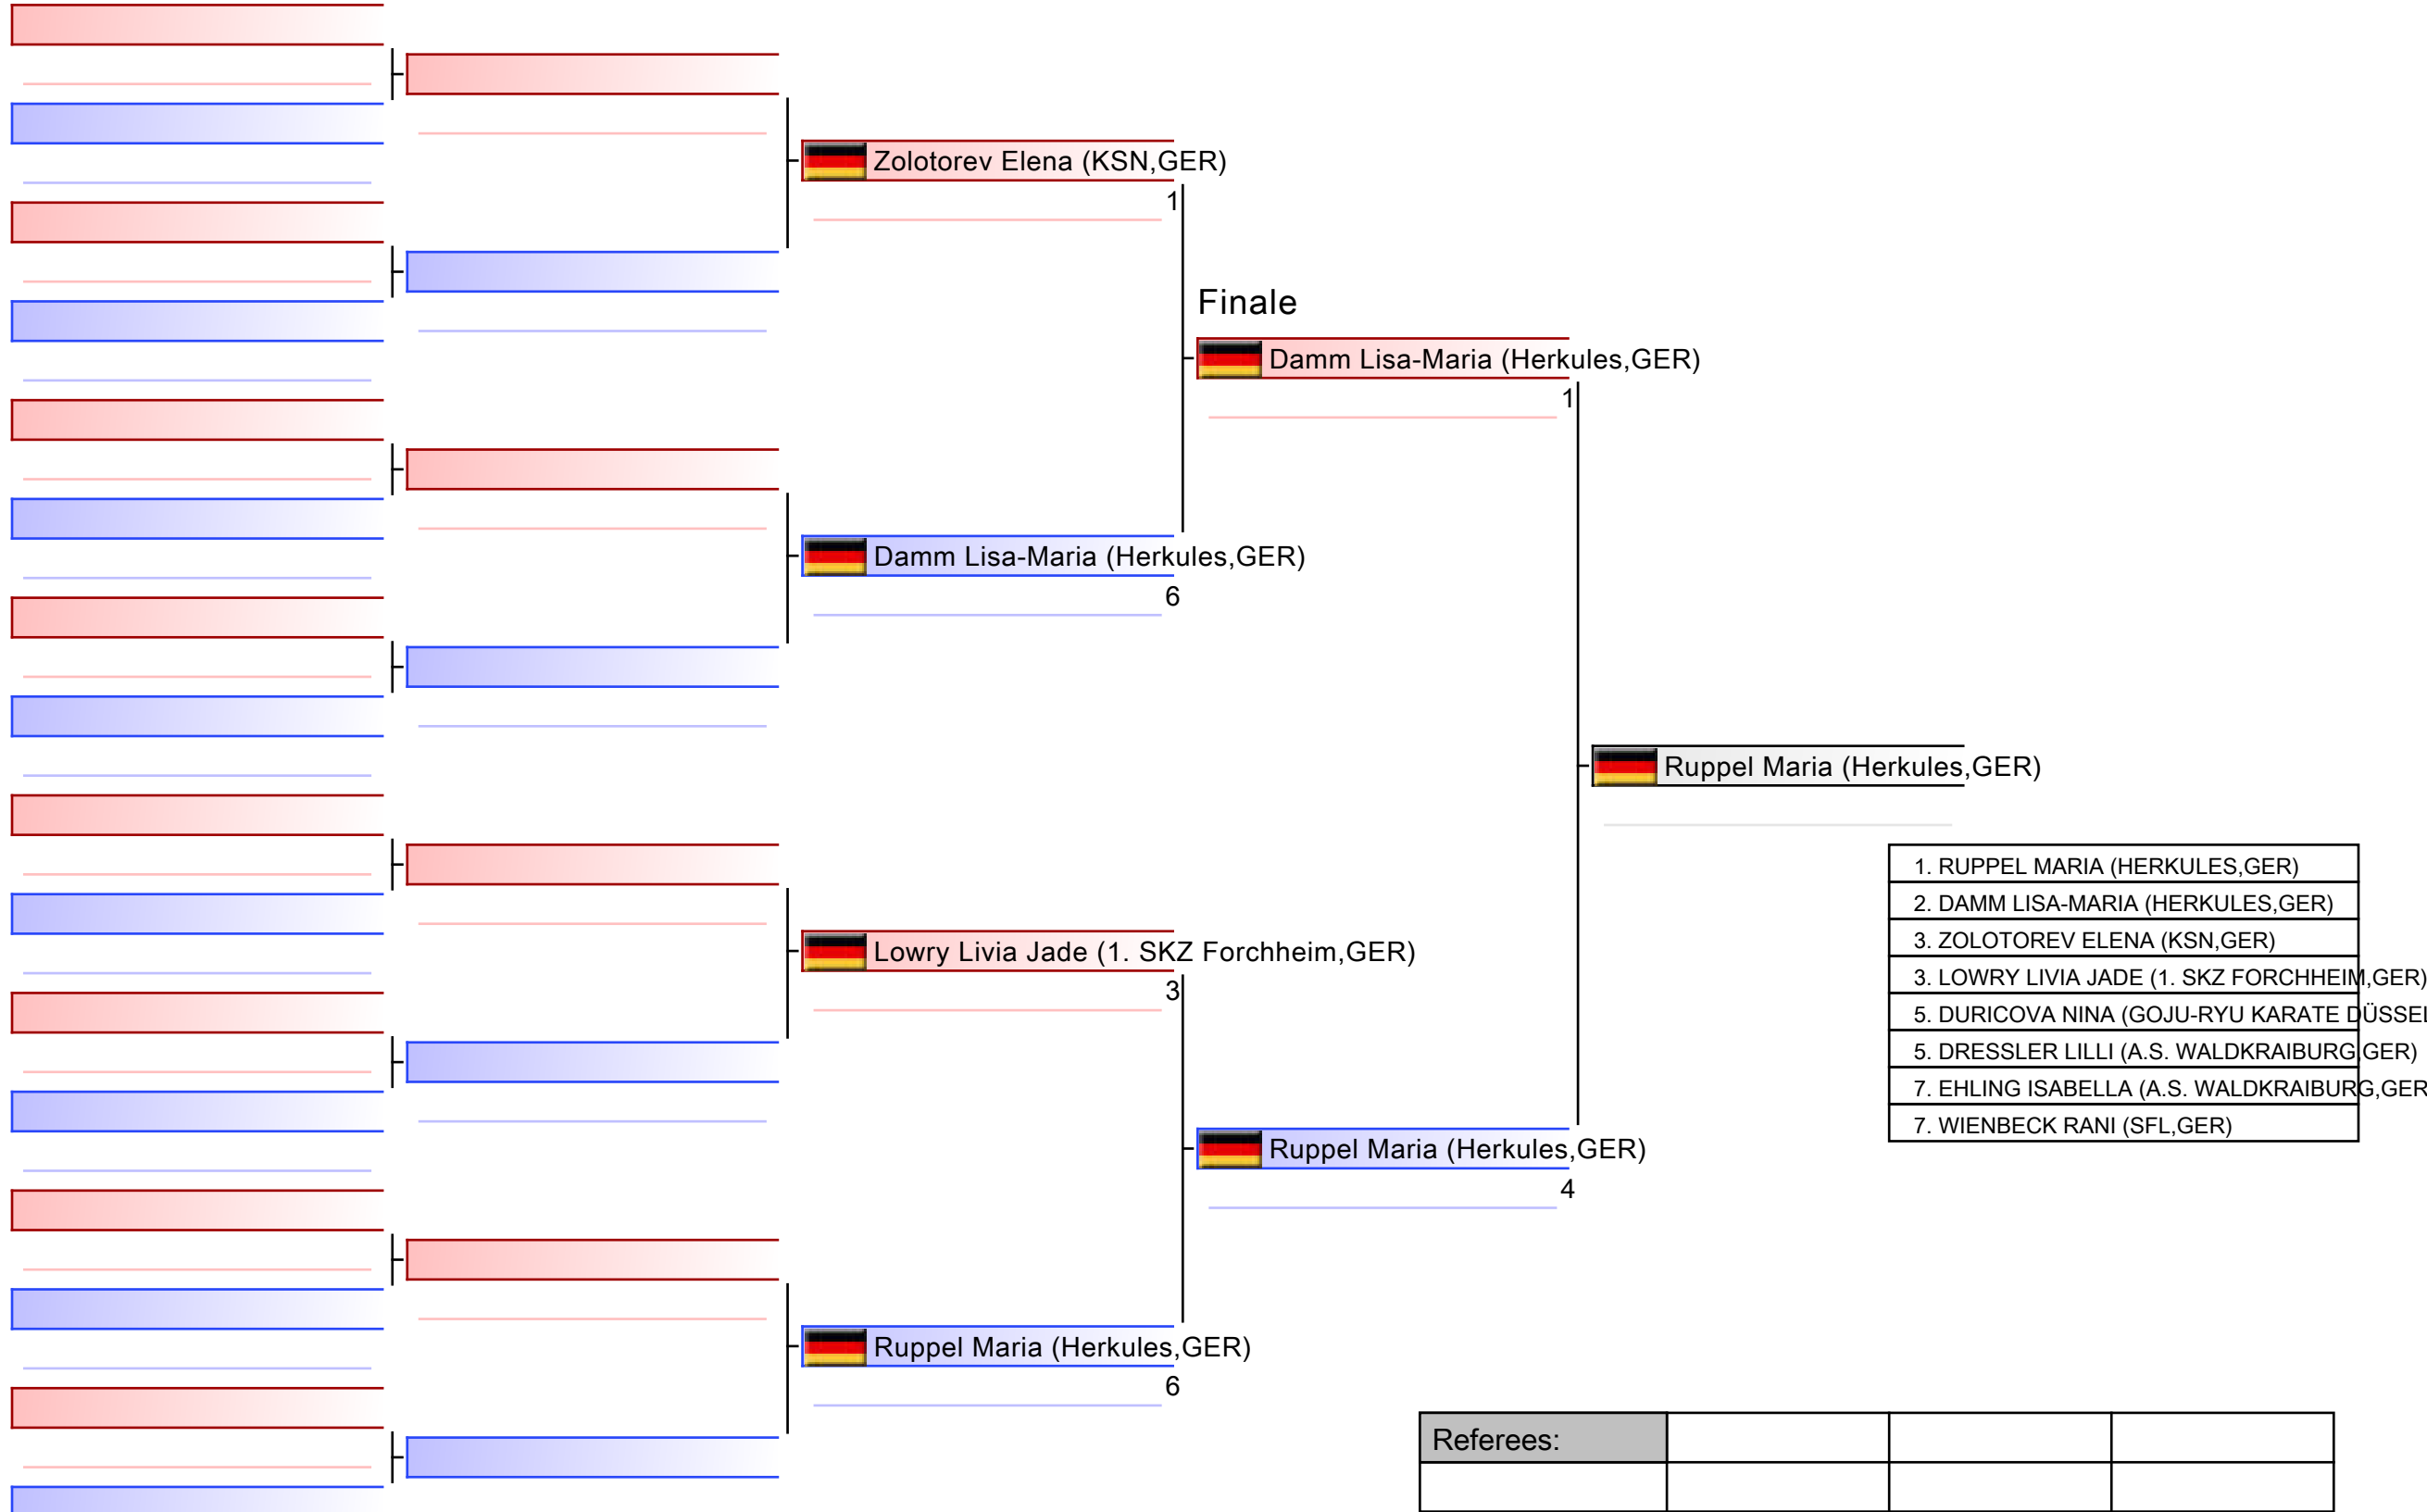 Zolotorev Elena (KSN,GER)
1
Finale
Damm Lisa-Maria (Herkules,GER)
1
Damm Lisa-Maria (Herkules,GER)
6
Ruppel Maria (Herkules,GER)
1. RUPPEL MARIA (HERKULES,GER)
2. DAMM LISA-MARIA (HERKULES,GER)
3. ZOLOTOREV ELENA (KSN,GER)
3. LOWRY LIVIA JADE (1. SKZ FORCHHEIM,GER)
5. DURICOVA NINA (GOJU-RYU KARATE DÜSSEL
5. DRESSLER LILLI (A.S. WALDKRAIBURG,GER)
7. EHLING ISABELLA (A.S. WALDKRAIBURG,GER
7. WIENBECK RANI (SFL,GER)
Lowry Livia Jade (1. SKZ Forchheim,GER)
3
Ruppel Maria (Herkules,GER)
4
Ruppel Maria (Herkules,GER)
6
Referees: